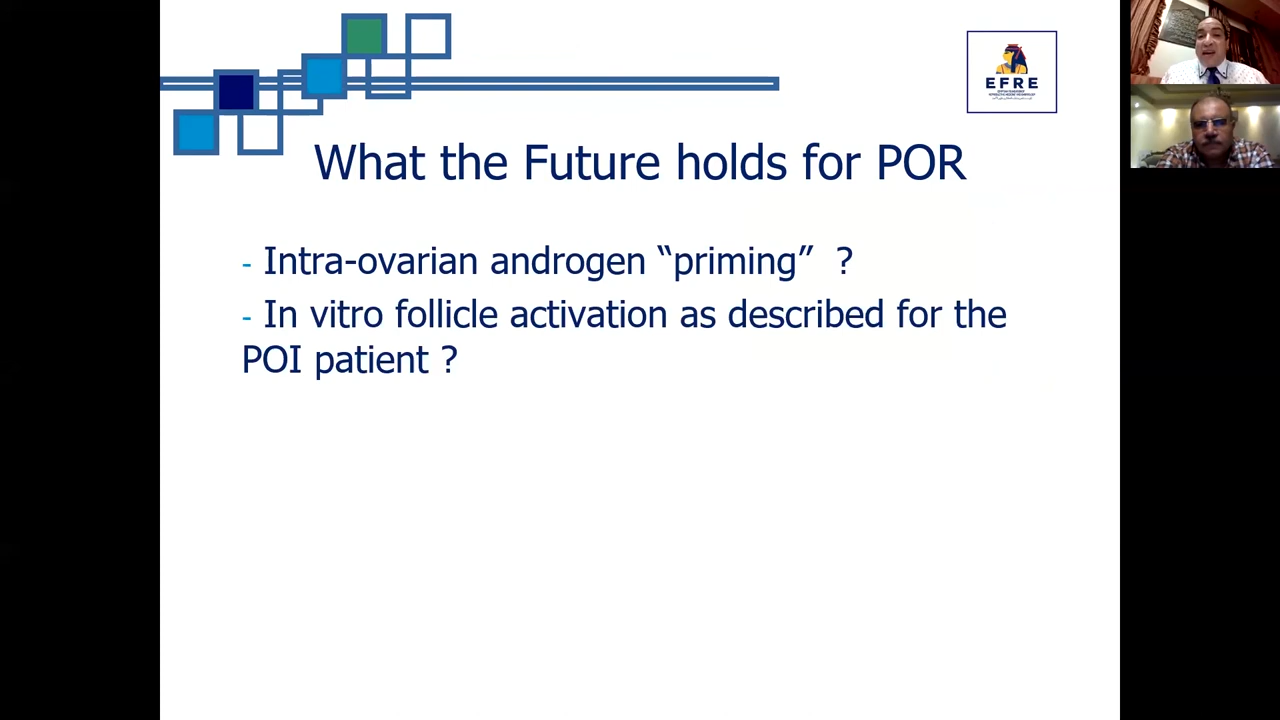 EFRE
What the Future holds for POR
- Intra-ovarian androgen “priming” ?
- In vitro follicle activation as described for the
POI patient ?